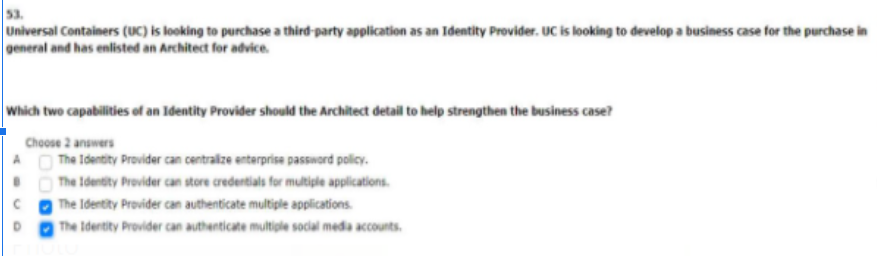 53.
Universal Containers (UC) is looking to purchase a third-party application as an Identity Provider. UC is looking to develop a business case for the purchase in
general and has enlisted an Architect for advice.
Which two capabilities of an Identity Provider should the Architect detail to help strengthen the business case?
Choose 2 answers
A The Identity Provider can centralize enterprise password policy.
B The Identity Provider can store credentials for multiple applications.
C The Identity Provider can authenticate multiple applications.
D The Identity Provider can authenticate multiple social media accounts.